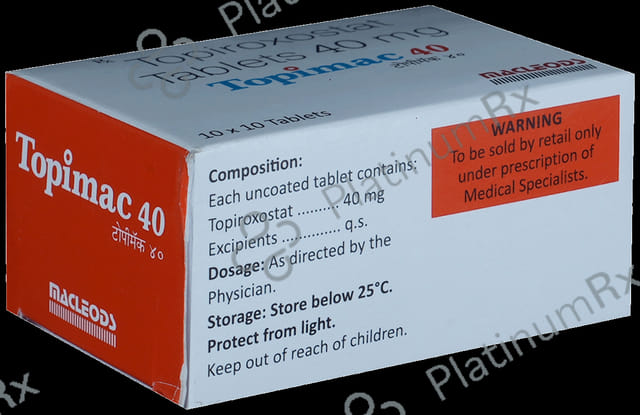 Rx
Topiroxostat
Tablets 40 mg
Topimac 40
टोपीमॅक ४०
10 x 10 Tablets
MACLEODS
Topimac 40
टोपीमॅक ४०
MACLEODS
Composition:
Each uncoated tablet contains:
Topiroxostat ......... 40 mg
Excipients ............. q.s.
Dosage: As directed by the
Physician.
Storage: Store below 25°C.
Protect from light.
Keep out of reach of children.
WARNING
To be sold by retail only
under prescription of
Medical Specialists.
PlatinumRx
PlatinumRx
PlatinumRx
Platinum
Rx